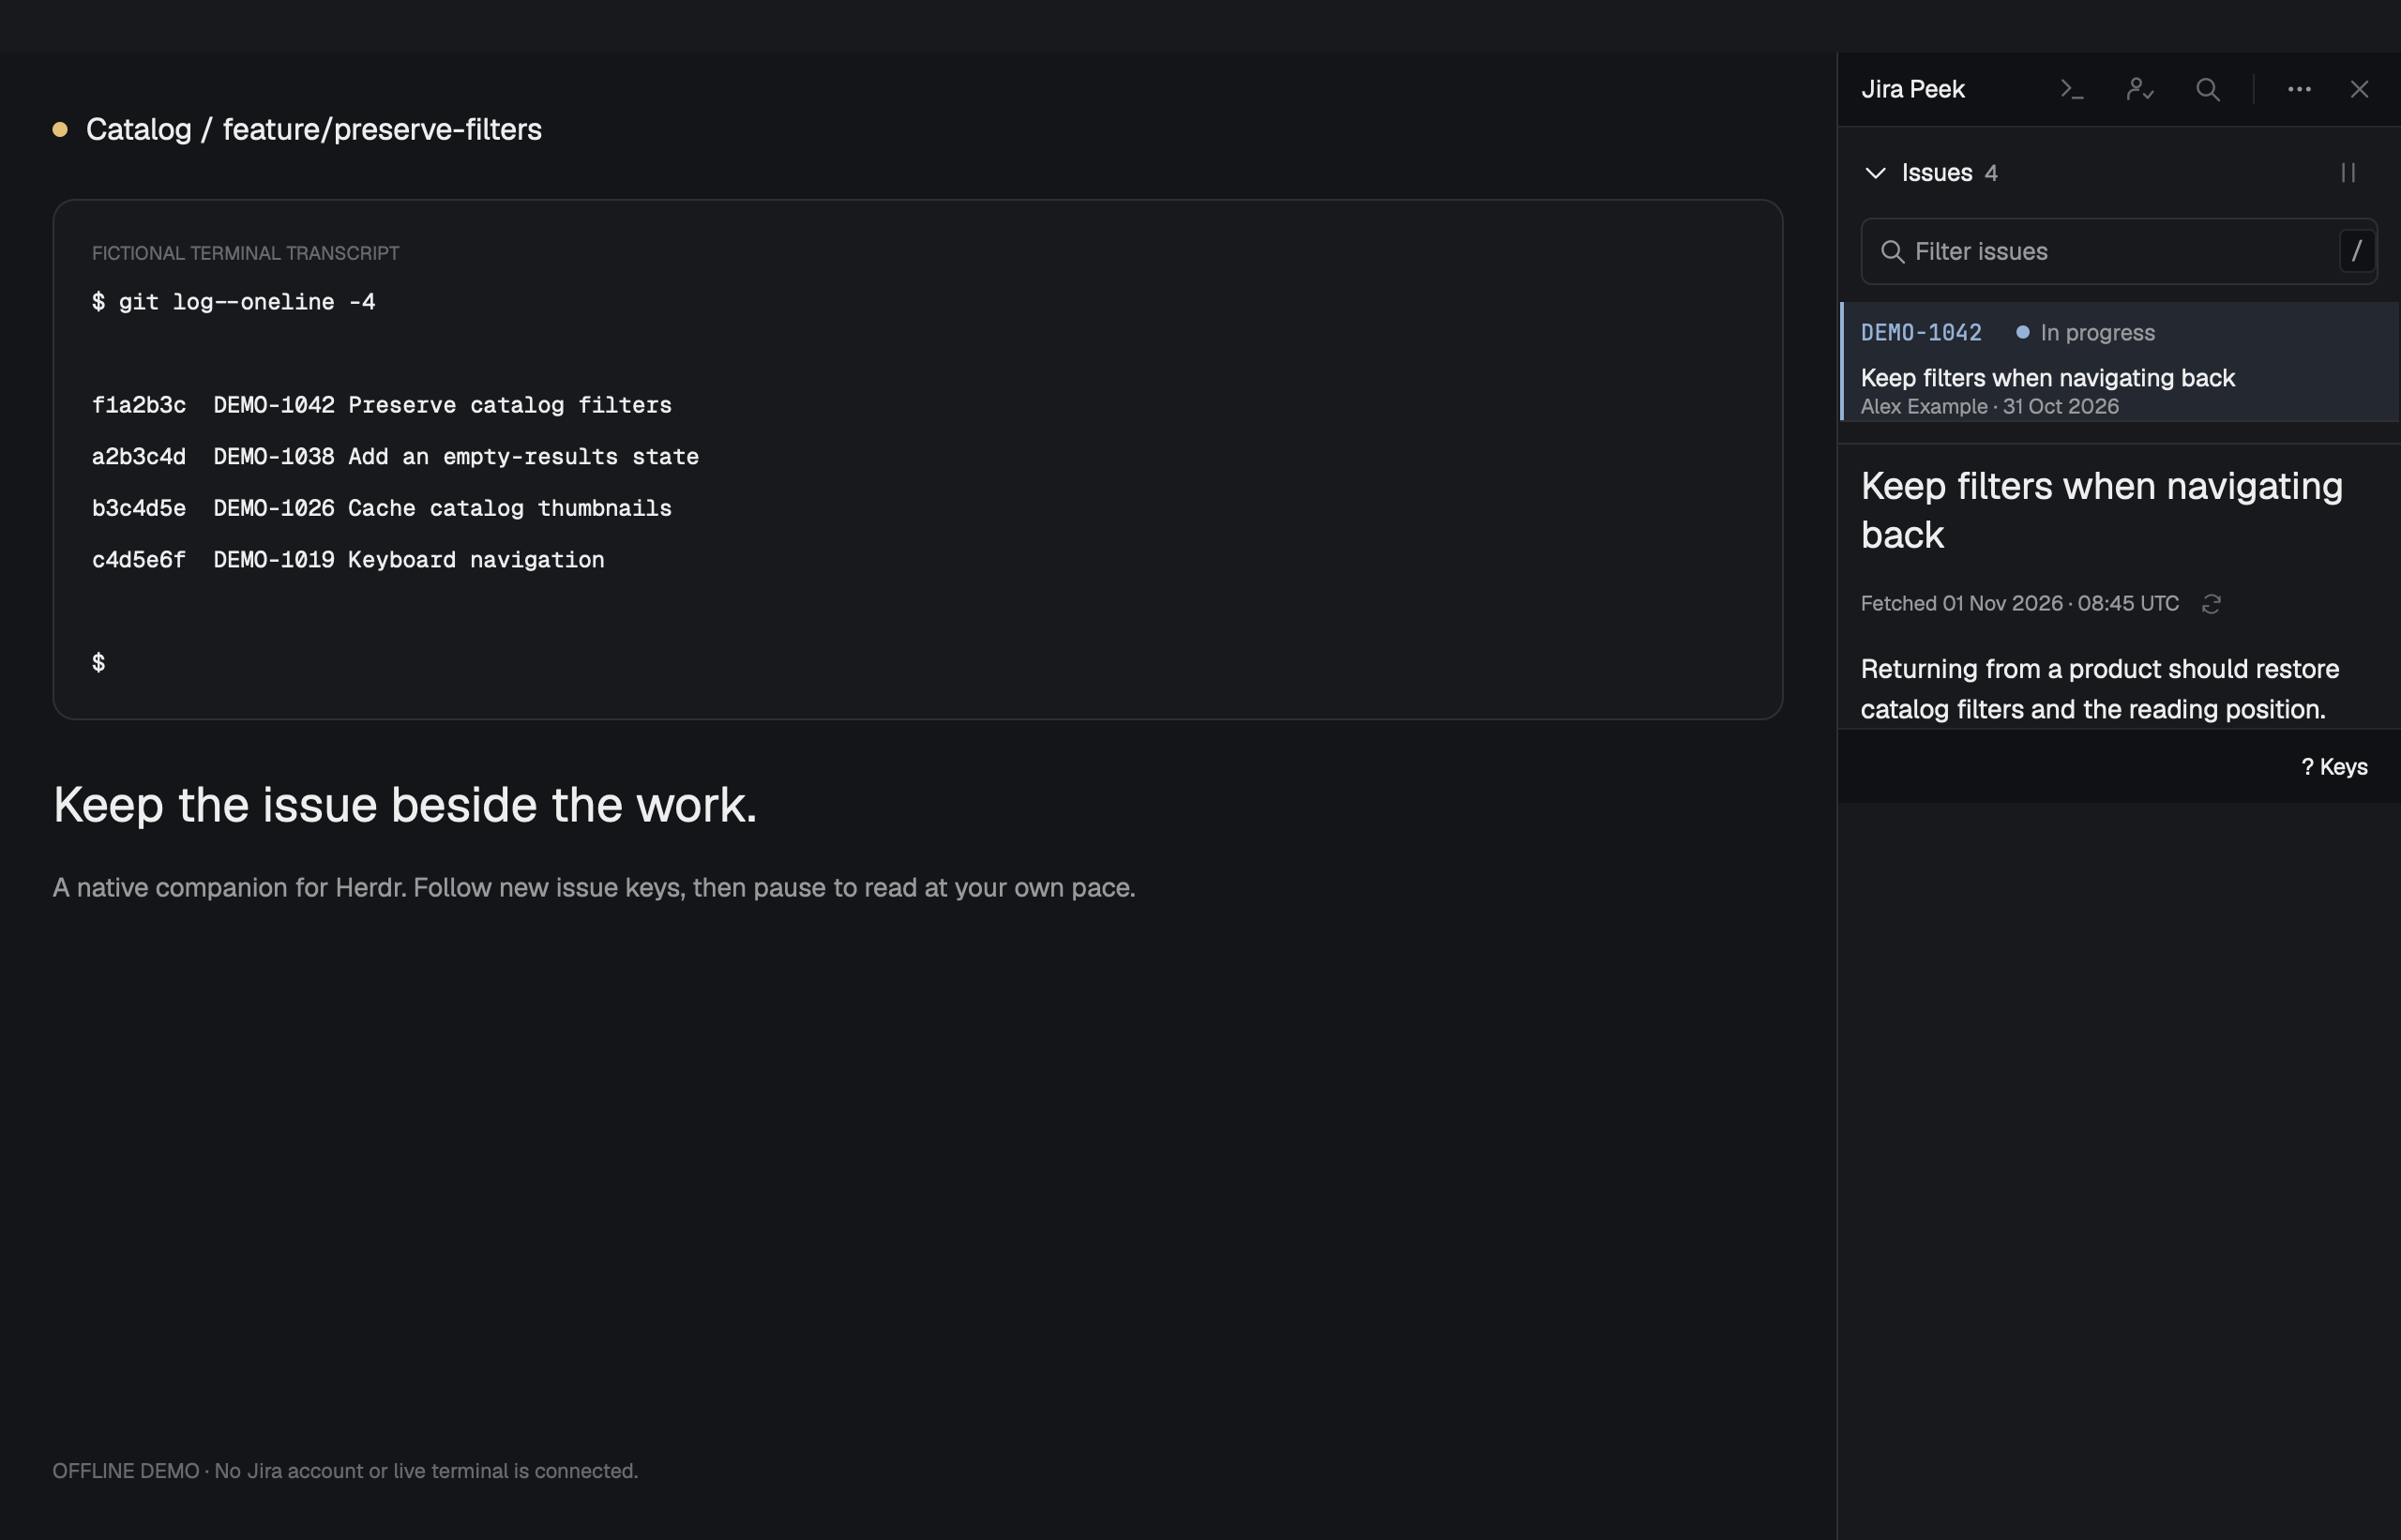 Catalog / feature/preserve-filters
FICTIONAL TERMINAL TRANSCRIPT
$ git log--oneline -4
f1a2b3c  DEMO-1042 Preserve catalog filters
a2b3c4d  DEMO-1038 Add an empty-results state
b3c4d5e  DEMO-1026 Cache catalog thumbnails
c4d5e6f  DEMO-1019 Keyboard navigation
$
Keep the issue beside the work.
A native companion for Herdr. Follow new issue keys, then pause to read at your own pace.
OFFLINE DEMO · No Jira account or live terminal is connected.
Jira Peek
Issues 4
Filter issues /
DEMO-1042 In progress
Keep filters when navigating back
Alex Example · 31 Oct 2026
Keep filters when navigating
back
Fetched 01 Nov 2026 · 08:45 UTC
Returning from a product should restore
catalog filters and the reading position.
? Keys